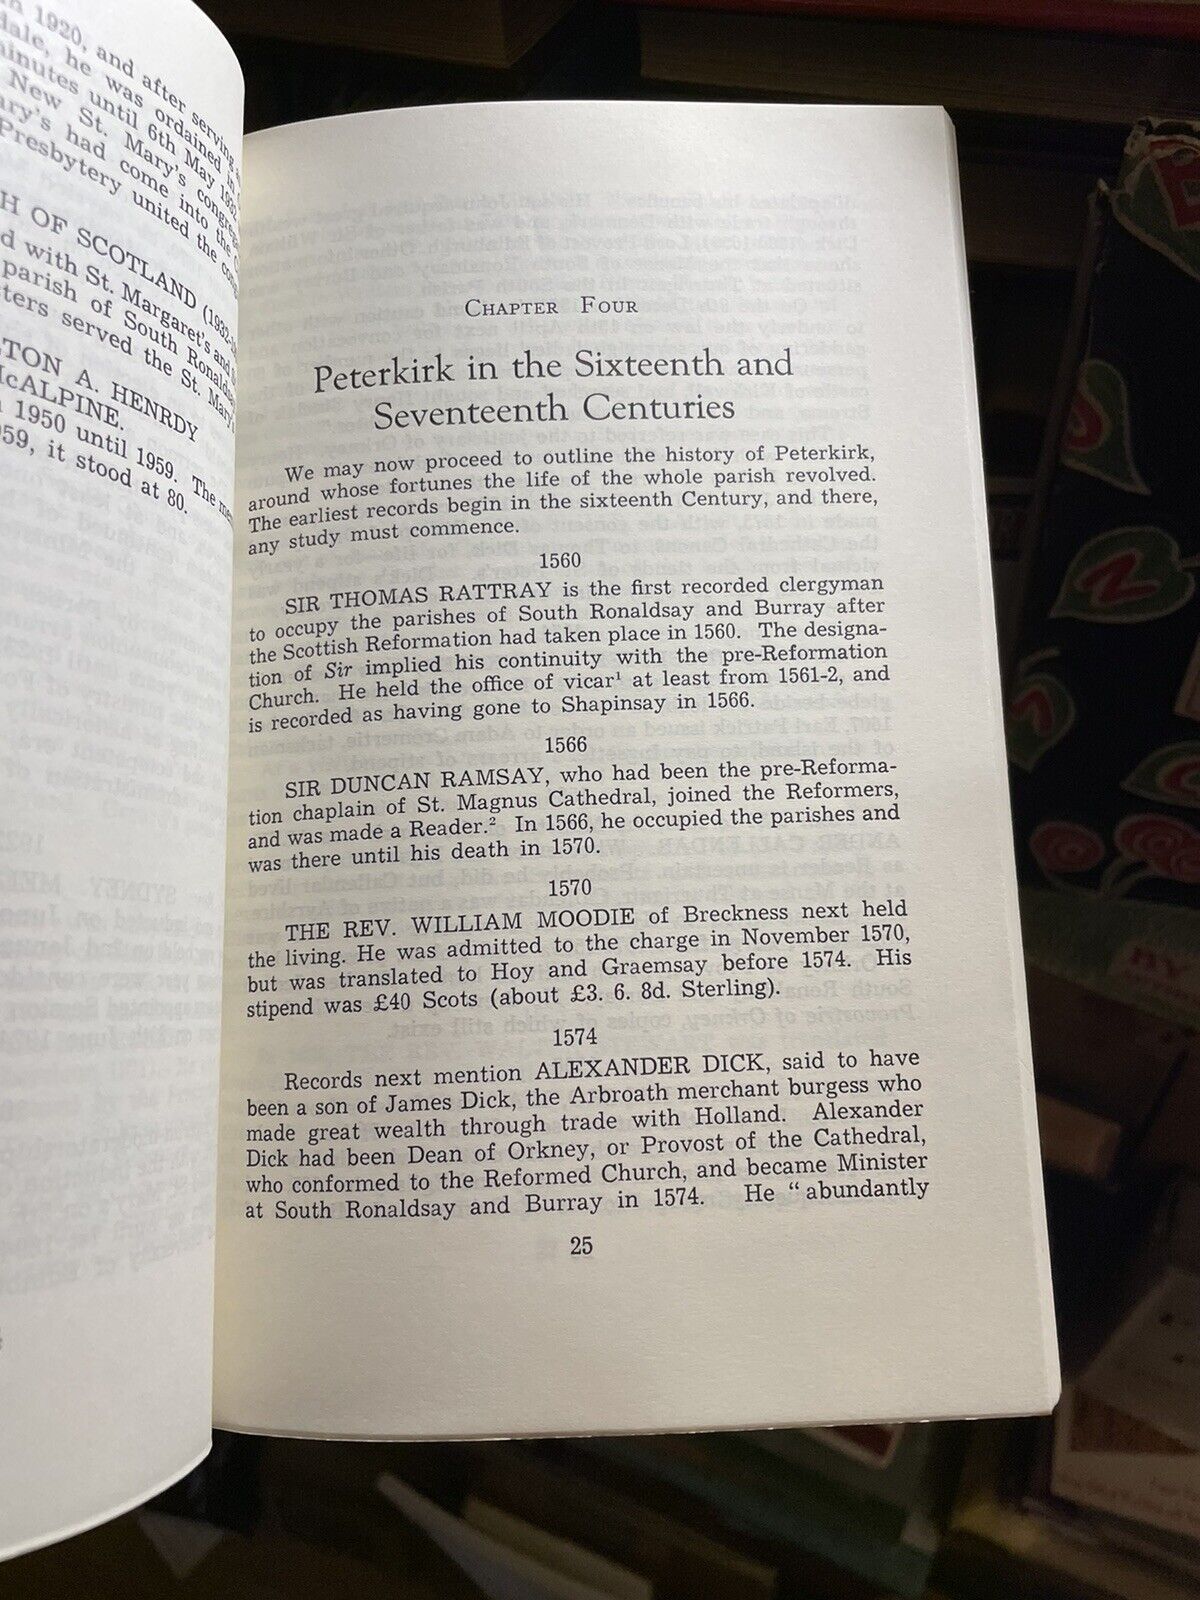 in 1920, and after serving
dale, he was ordained in
minutes until 6th May 1952
New St. Mary's
ary's had come into the
Presbytery united the
H OF SCOTLAND (1932-
d with St. Margaret's and
parish of South Ronaldsay
sters served the St. Mary's
LTON A. HENRDY
McALPINE.
1950 until 1959. The
959, it stood at 80.
CHAPTER FOUR
Peterkirk in the Sixteenth and
Seventeenth Centuries
We may now proceed to outline the history of Peterkirk,
around whose fortunes the life of the whole parish revolved.
The earliest records begin in the sixteenth Century, and there,
any study must commence.
1560
SIR THOMAS RATTRAY is the first recorded clergyman
to occupy the parishes of South Ronaldsay and Burray after
the Scottish Reformation had taken place in 1560. The designa-
tion of Sir implied his continuity with the pre-Reformation
Church. He held the office of vicar¹ at least from 1561-2, and
is recorded as having gone to Shapinsay in 1566.
1566
SIR DUNCAN RAMSAY, who had been the pre-Reforma-
tion chaplain of St. Magnus Cathedral, joined the Reformers,
and was made a Reader.² In 1566, he occupied the parishes and
was there until his death in 1570.
1570
THE REV. WILLIAM MOODIE of Breckness next held
the living. He was admitted to the charge in November 1570,
but was translated to Hoy and Graemsay before 1574. His
stipend was £40 Scots (about £3. 6. 8d. Sterling).
1574
Records next mention ALEXANDER DICK, said to have
been a son of James Dick, the Arbroath merchant burgess who
made great wealth through trade with Holland. Alexander
Dick had been Dean of Orkney, or Provost of the Cathedral,
who conformed to the Reformed Church, and became Minister
at South Ronaldsay and Burray in 1574. He "abundantly
25